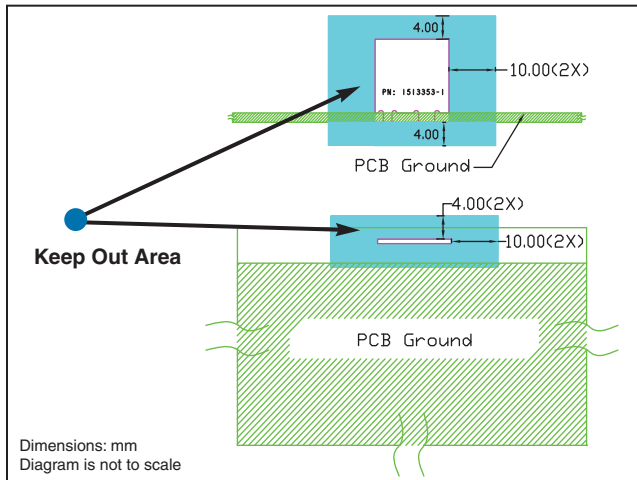 4.00
10.00(2X)
PN: 1513353-1
4.00
PCB Ground
4.00(2X)
10.00(2X)
Keep Out Area
PCB Ground
Dimensions: mm
Diagram is not to scale